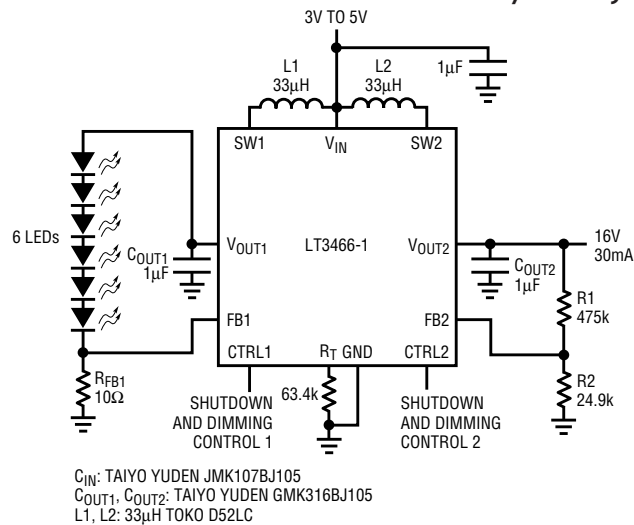 3V TO 5V
L1
33µH
L2
33µH
1µF
SW1
VIN
SW2
6 LEDs
VOUT1
LT3466-1
VOUT2
16V
30mA
COUT1
1µF
COUT2
1µF
R1
475k
FB1
FB2
CTRL1
RT
GND
CTRL2
RFB1
10Ω
63.4k
R2
24.9k
SHUTDOWN
AND DIMMING
CONTROL 1
SHUTDOWN
AND DIMMING
CONTROL 2
CIN: TAIYO YUDEN JMK107BJ105
COUT1, COUT2: TAIYO YUDEN GMK316BJ105
L1, L2: 33µH TOKO D52LC